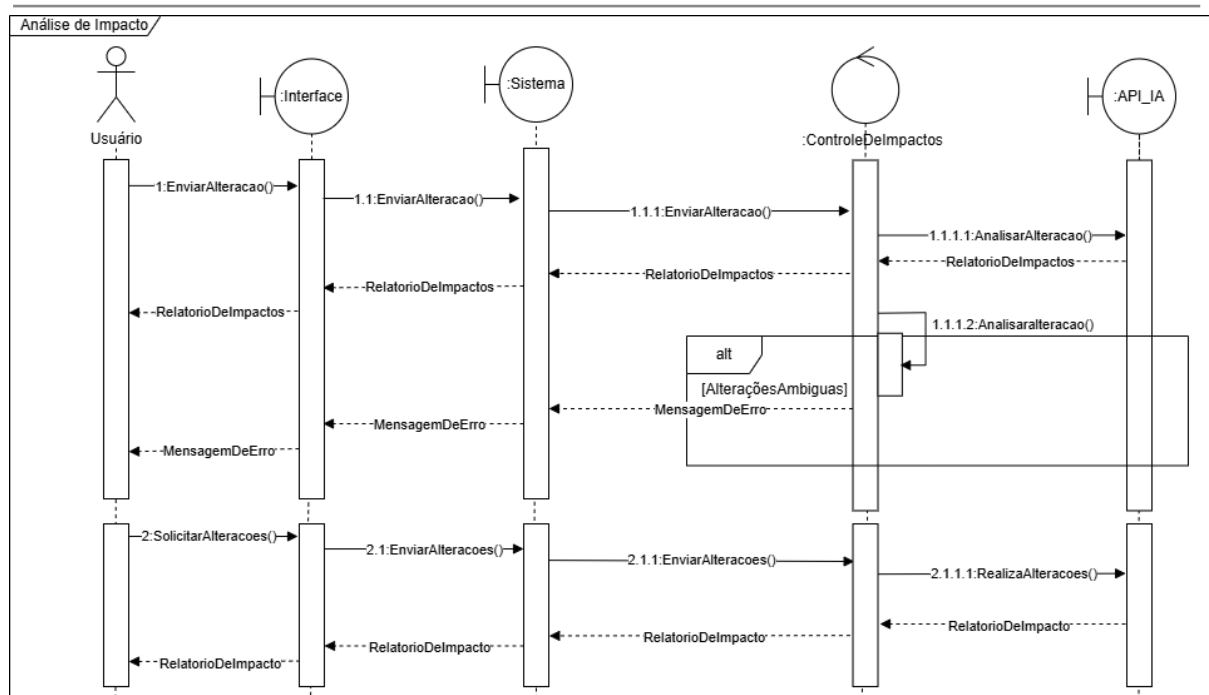 Análise de Impacto
Usuário
:Interface
:Sistema
:ControleDeImpactos
:API_IA
1:EnviarAlteracao()
1.1:EnviarAlteracao()
1.1.1:EnviarAlteracao()
1.1.1.1:AnalisarAlteracao()
RelatorioDeImpactos
RelatorioDeImpactos
RelatorioDeImpactos
RelatorioDeImpactos
1.1.1.2:Analisaralteracao()
alt
[AlteraçõesAmbiguas]
MensagemDeErro
MensagemDeErro
MensagemDeErro
2:SolicitarAlteracoes()
2.1:EnviarAlteracoes()
2.1.1:EnviarAlteracoes()
2.1.1.1:RealizaAlteracoes()
RelatorioDeImpacto
RelatorioDeImpacto
RelatorioDeImpacto
RelatorioDeImpacto